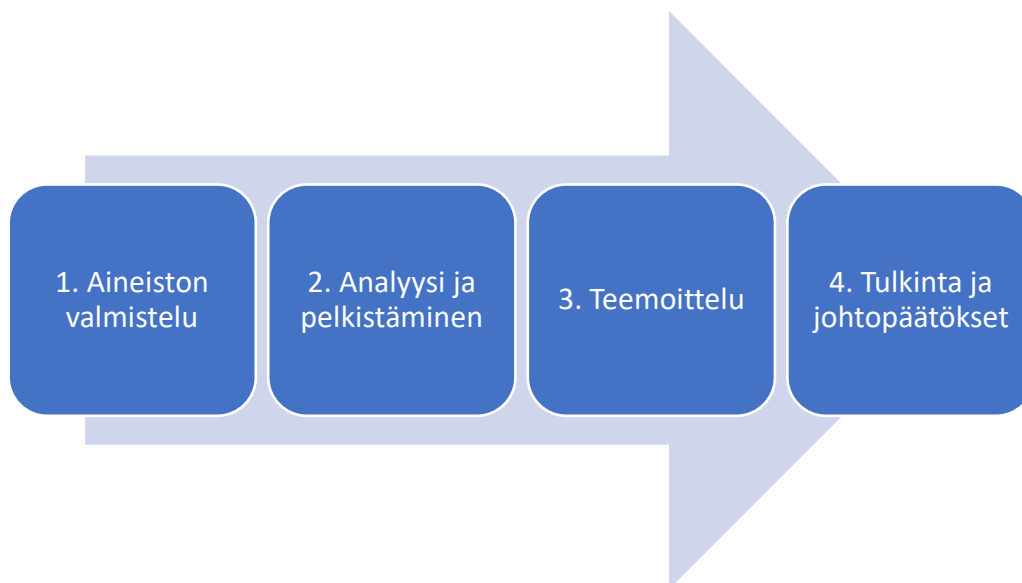 1. Aineiston
valmistelu
2. Analyysi ja
pelkistäminen
3. Teemoittelu
4. Tulkinta ja
johtopäätökset